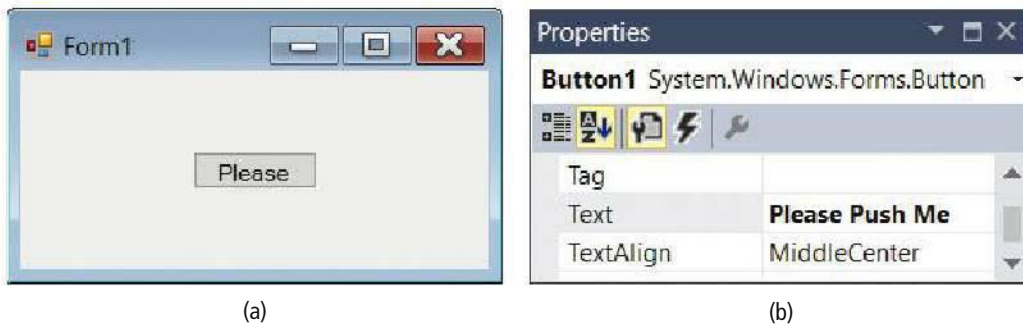 Form1
Please
(a)
Properties
Button1 System.Windows.Forms.Button
Tag
Text Please Push Me
TextAlign MiddleCenter
(b)